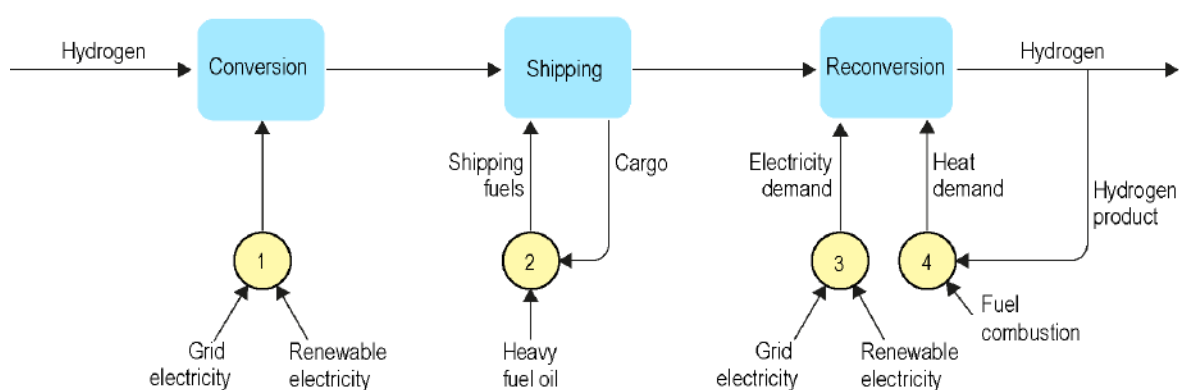 Hydrogen
Conversion
Shipping
Reconversion
Hydrogen
Shipping
fuels
Cargo
Electricity
demand
Heat
demand
Hydrogen
product
1
2
3
4
Grid
electricity
Renewable
electricity
Heavy
fuel oil
Grid
electricity
Renewable
electricity
Fuel
combustion